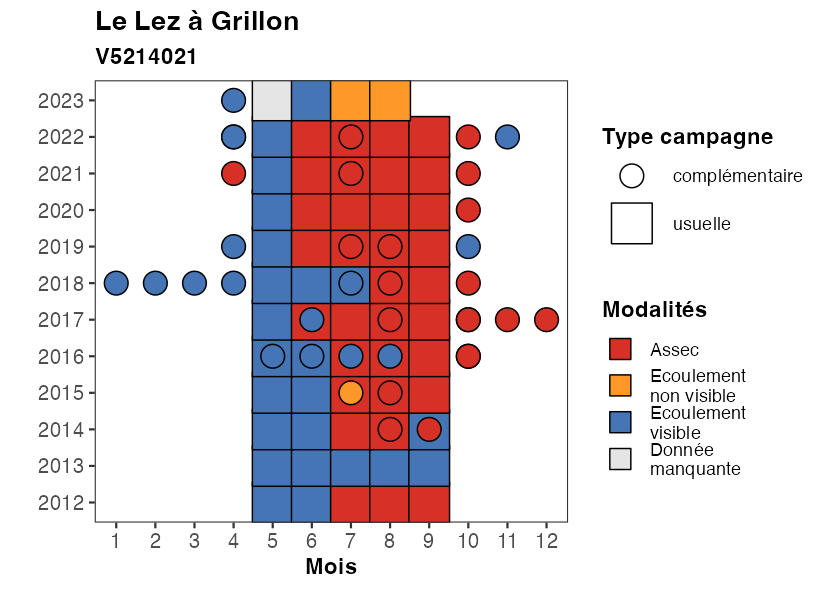 Le Lez à Grillon
V5214021
2023
2022
2021
2020
2019
2018
2017
2016
2015
2014
2013
2012
1 2 3 4 5 6 7 8 9 10 11 12
Mois
Type campagne
complémentaire
usuelle
Modalités
Assec
Ecoulement
non visible
Ecoulement
visible
Donnée
manquante